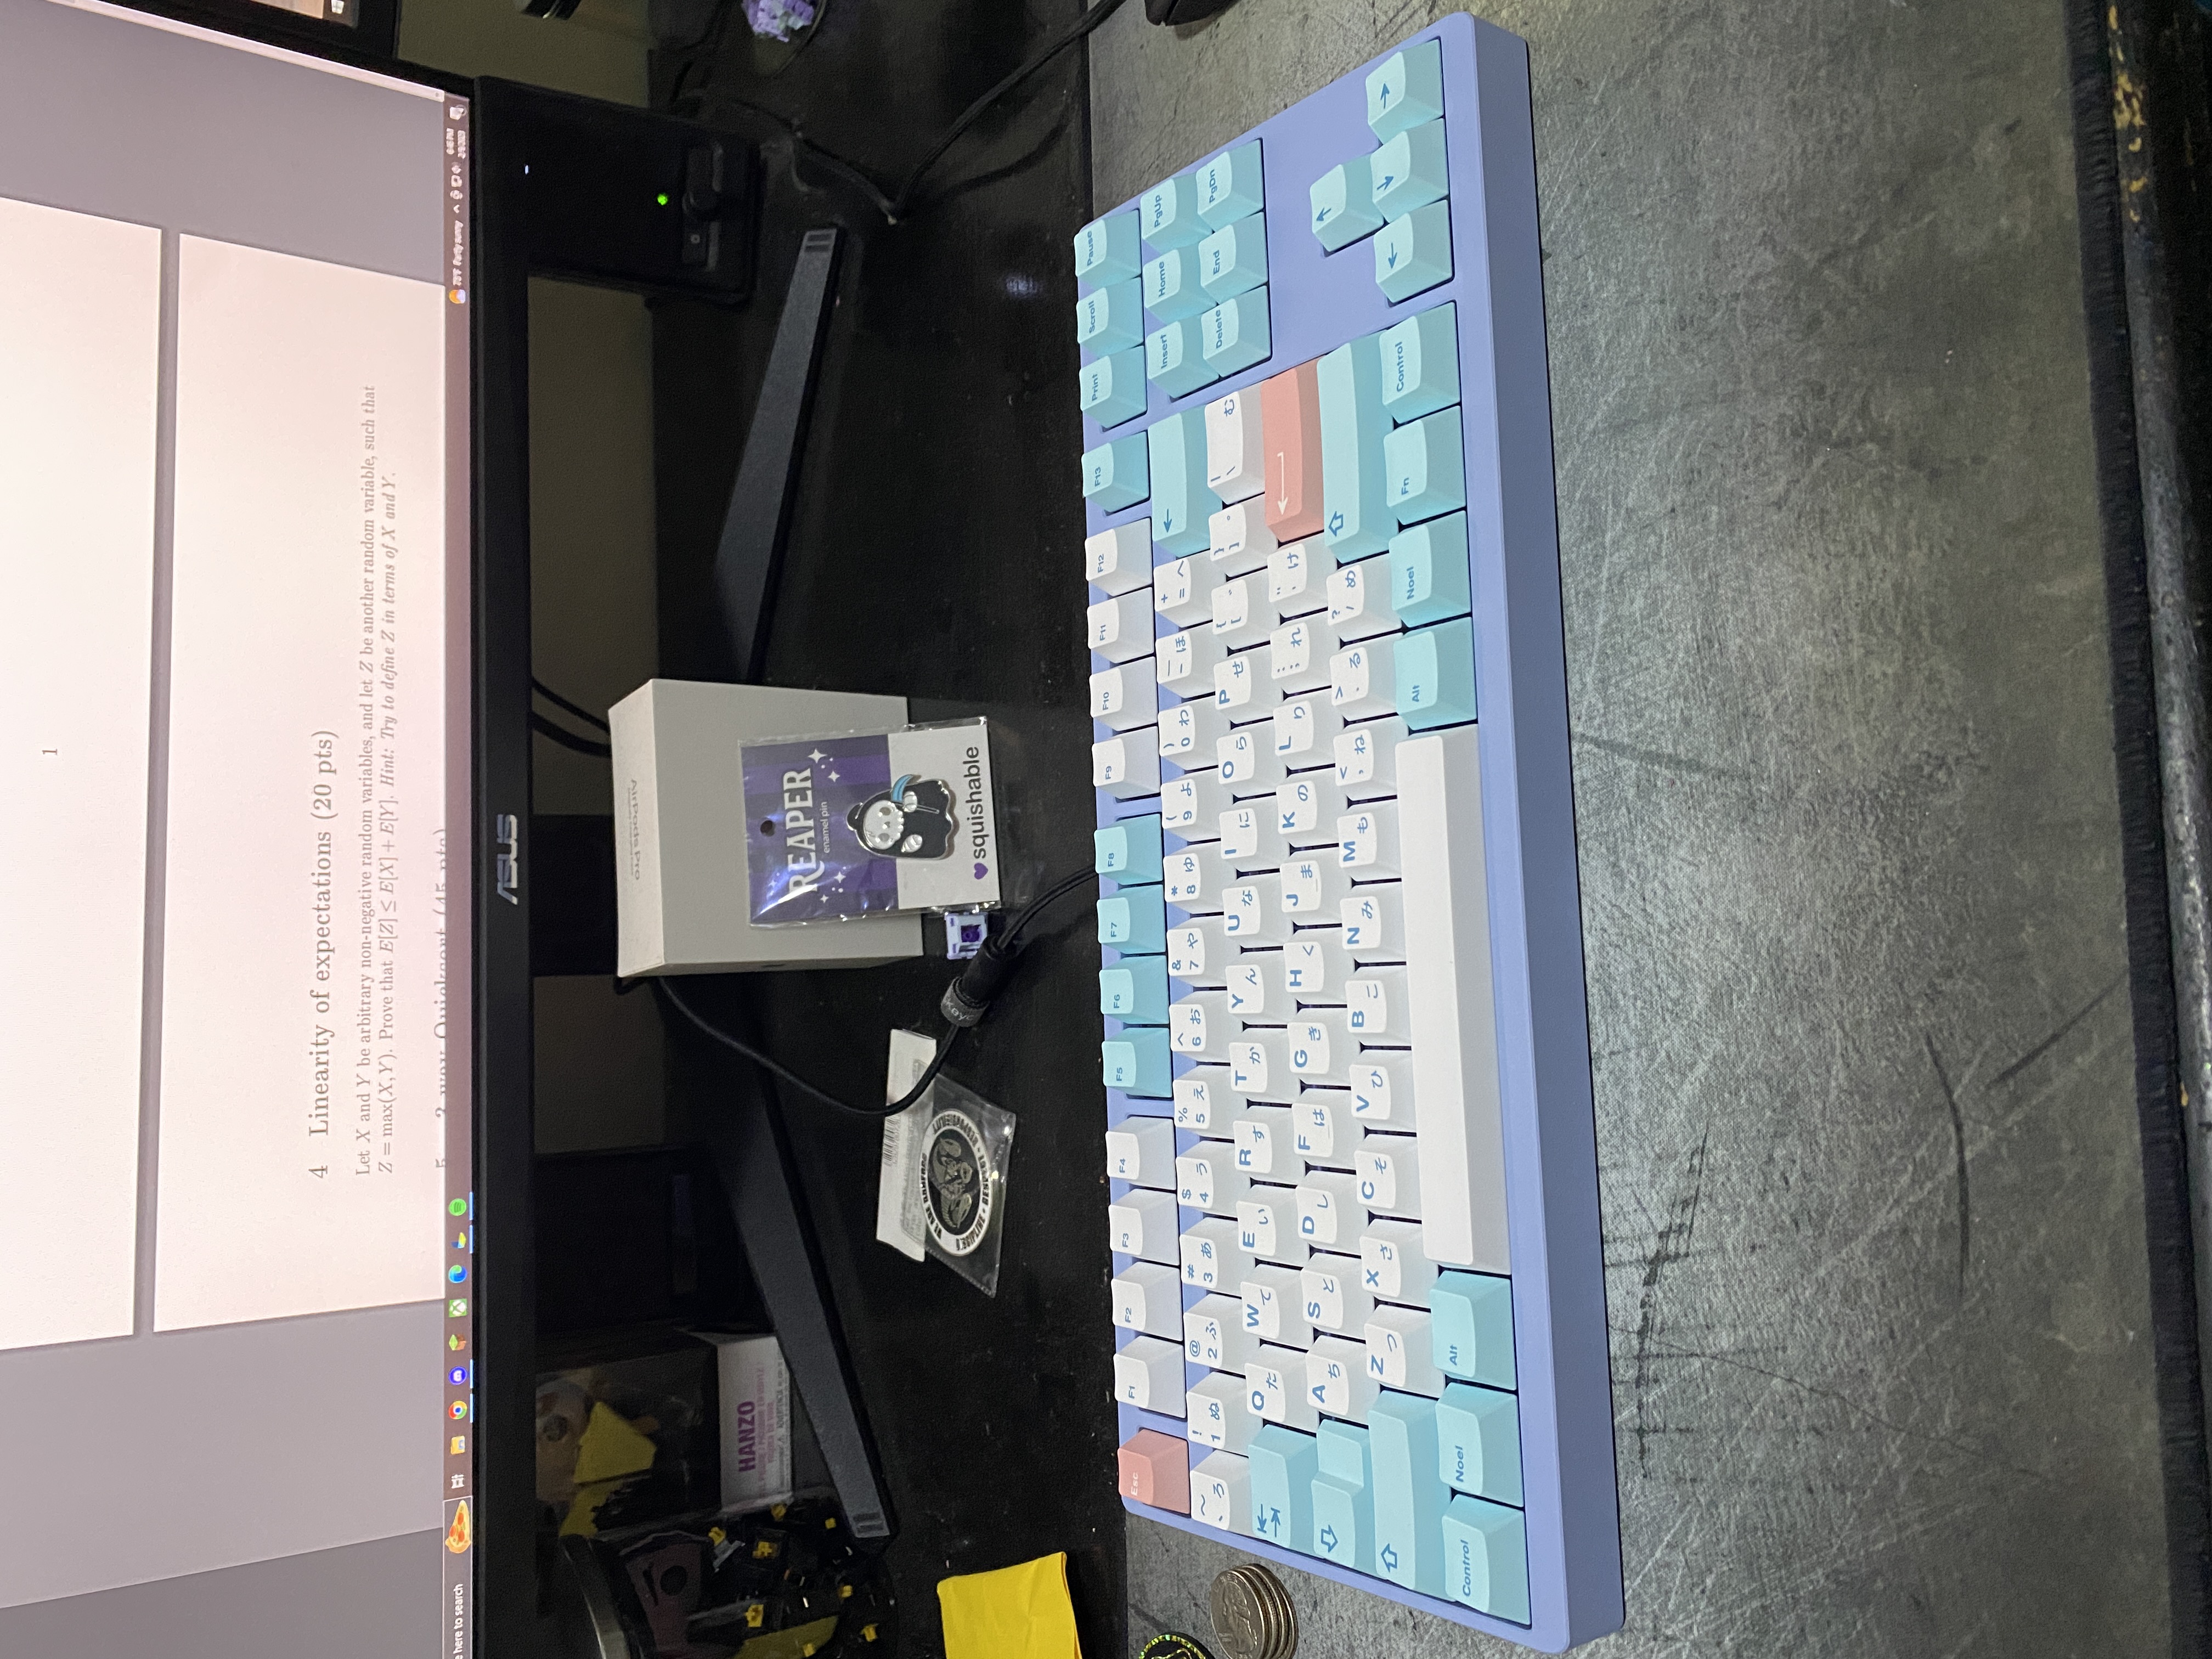 1
4 Linearity of expectations (20 pts)
Let X and Y be arbitrary non-negative random variables, and let Z be another random variable, such that
Z = max(X, Y). Prove that E[Z] ≤ E[X] + E[Y]. Hint: Try to define Z in terms of X and Y.
here to search
ASUS
AirPods Pro
HANZO
REAPER
enamel pin
squishable
RESPECT
Esc F1 F2 F3 F4 F5 F6 F7 F8 F9 F10 F11 F12 F13 Print Scroll Pause
~ ! @ # $ % ^ & * ( ) — +
、 ろ 1 ぬ 2 ふ 3 あ 4 う 5 え 6 お 7 や 8 ゆ 9 よ 0 わ - ほ = へ ← Insert Home PgUp
Q た W て E い R す T か Y ん U な I に O ら P せ { [ ゛ } ] ゜ | \ む Delete End PgDn
A ち S と D し F は G き H く J ま K の L り : ; れ " ' け
⇧ Z つ X さ C そ V ひ B こ N み M も < , ね > . る ? / め ⇧ ↑
Control Noel Alt Alt Noel Fn Control ← ↓ →